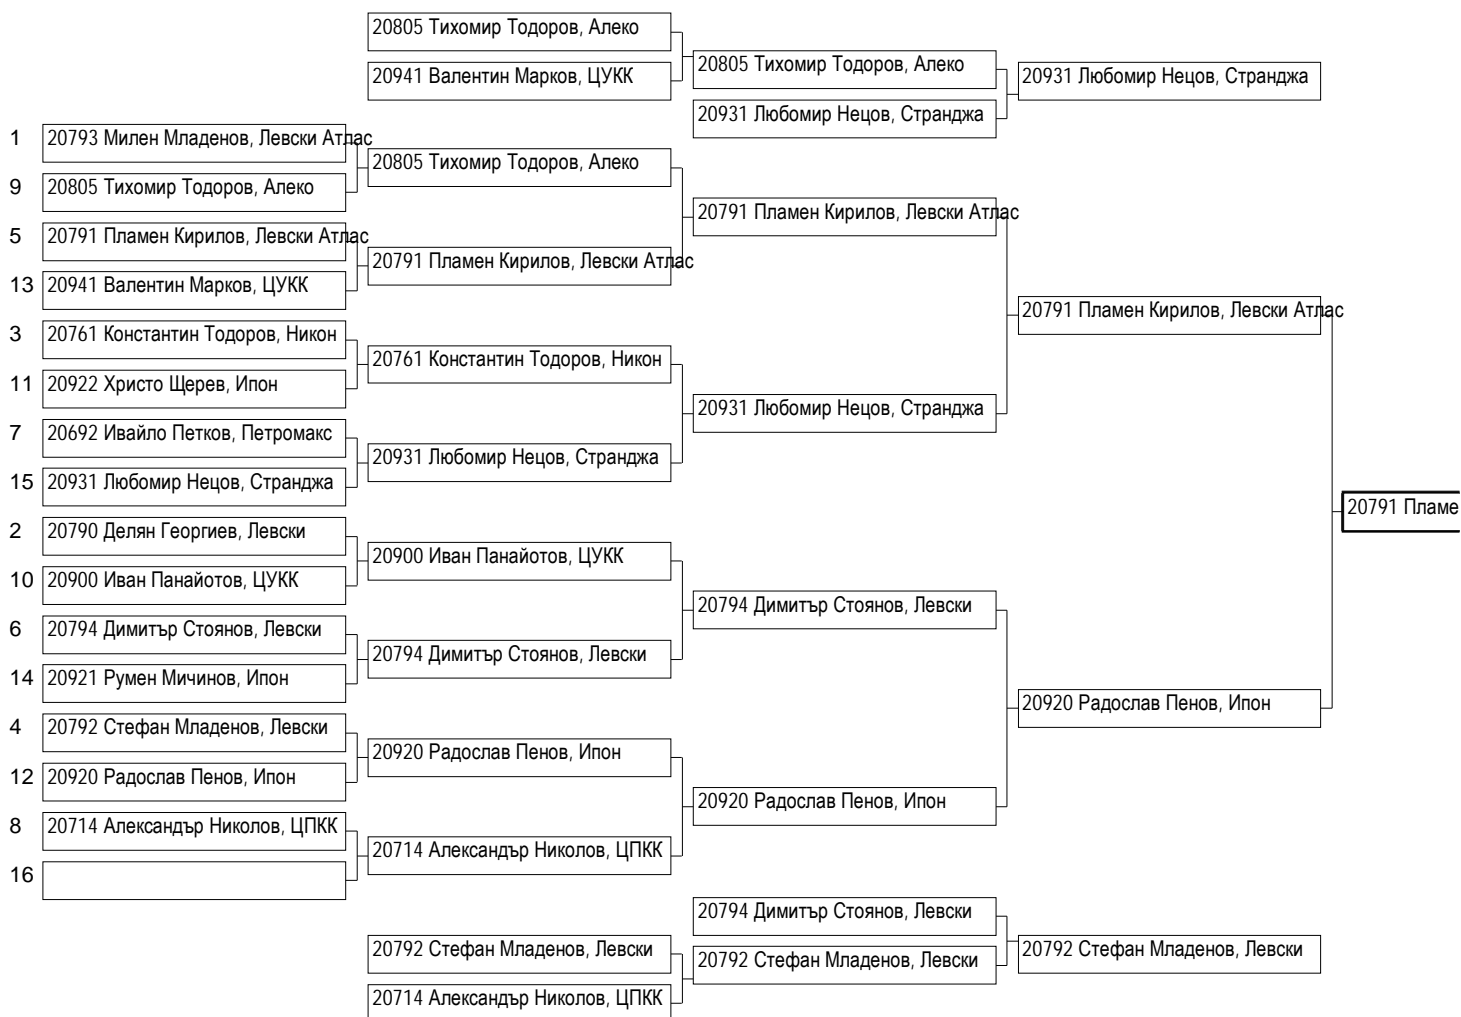 20805 Тихомир Тодоров, Алеко
20941 Валентин Марков, ЦУКК
20805 Тихомир Тодоров, Алеко
20931 Любомир Нецов, Странджа
20931 Любомир Нецов, Странджа
1 20793 Милен Младенов, Левски Атлас
9 20805 Тихомир Тодоров, Алеко
5 20791 Пламен Кирилов, Левски Атлас
13 20941 Валентин Марков, ЦУКК
3 20761 Константин Тодоров, Никон
11 20922 Христо Щерев, Ипон
7 20692 Ивайло Петков, Петромакс
15 20931 Любомир Нецов, Странджа
2 20790 Делян Георгиев, Левски
10 20900 Иван Панайотов, ЦУКК
6 20794 Димитър Стоянов, Левски
14 20921 Румен Мичинов, Ипон
4 20792 Стефан Младенов, Левски
12 20920 Радослав Пенов, Ипон
8 20714 Александър Николов, ЦПКК
16
20805 Тихомир Тодоров, Алеко
20791 Пламен Кирилов, Левски Атлас
20761 Константин Тодоров, Никон
20931 Любомир Нецов, Странджа
20900 Иван Панайотов, ЦУКК
20794 Димитър Стоянов, Левски
20920 Радослав Пенов, Ипон
20714 Александър Николов, ЦПКК
20791 Пламен Кирилов, Левски Атлас
20931 Любомир Нецов, Странджа
20794 Димитър Стоянов, Левски
20920 Радослав Пенов, Ипон
20791 Пламен Кирилов, Левски Атлас
20920 Радослав Пенов, Ипон
20791 Пламе
20792 Стефан Младенов, Левски
20714 Александър Николов, ЦПКК
20794 Димитър Стоянов, Левски
20792 Стефан Младенов, Левски
20792 Стефан Младенов, Левски